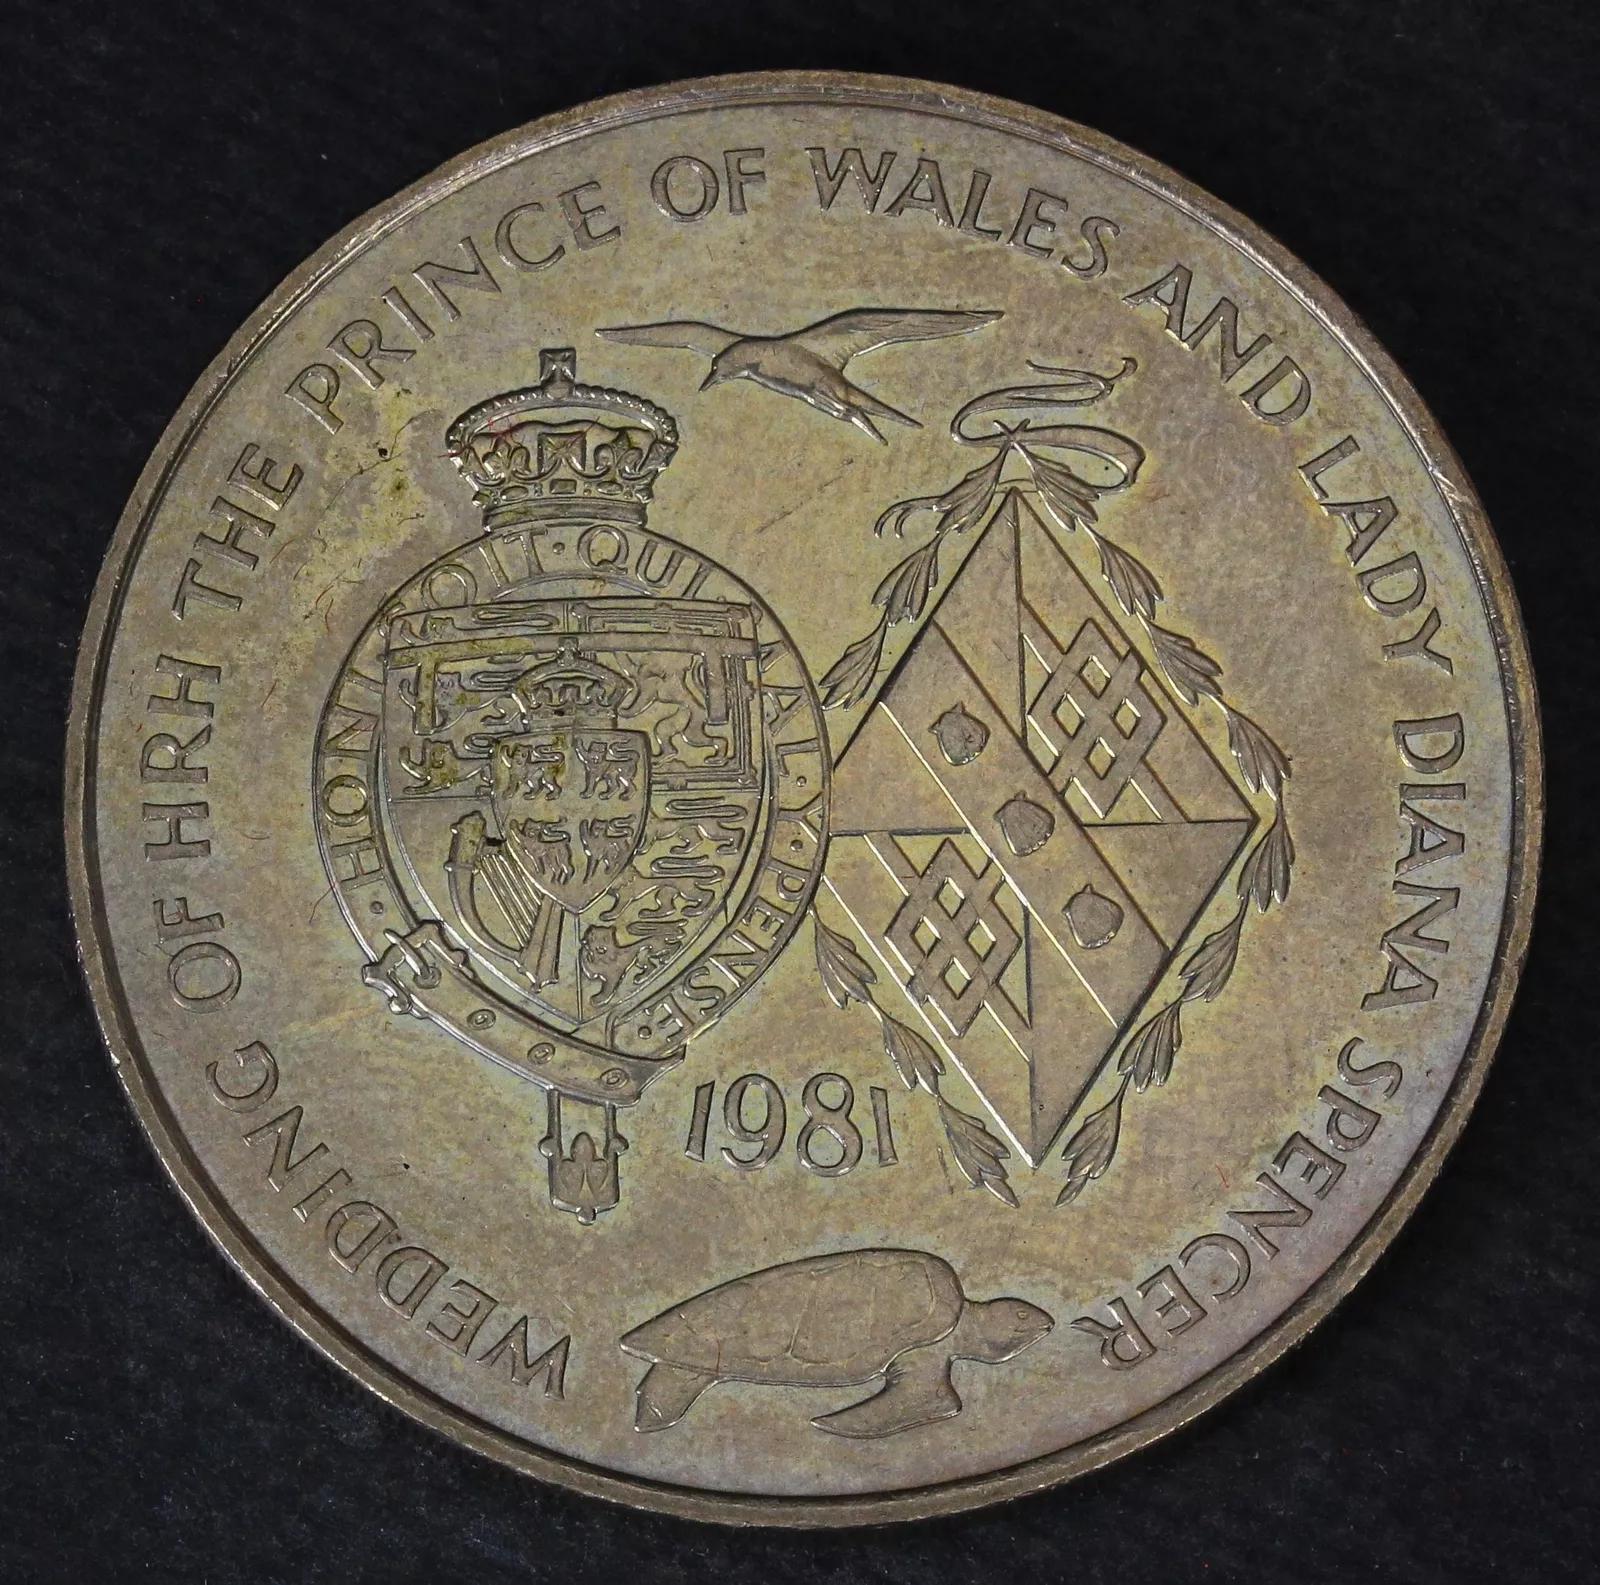 WEDDING OF HRH THE PRINCE OF WALES AND LADY DIANA SPENCER
HONI SOIT·QUI MAL·Y·PENSE·
1981